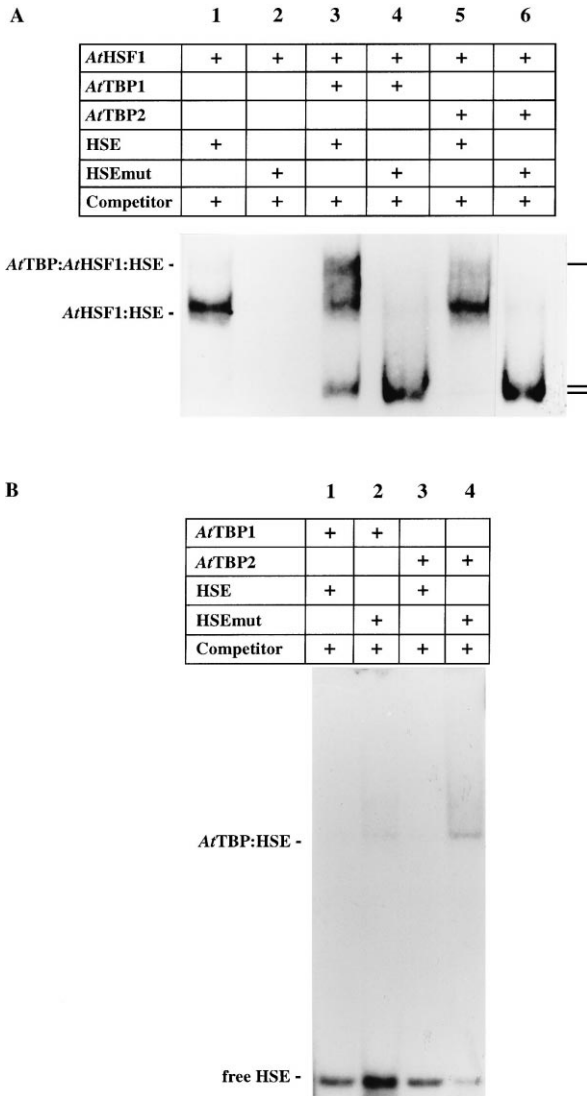 A
1 2 3 4 5 6
AtHSF1 + + + + + +
AtTBP1 + +
AtTBP2 + +
HSE + + +
HSEmut + + +
Competitor + + + + + +
AtTBP:AtHSF1:HSE -
AtHSF1:HSE -
B
1 2 3 4
AtTBP1 + +
AtTBP2 + +
HSE + +
HSEmut + +
Competitor + + + +
AtTBP:HSE -
free HSE -